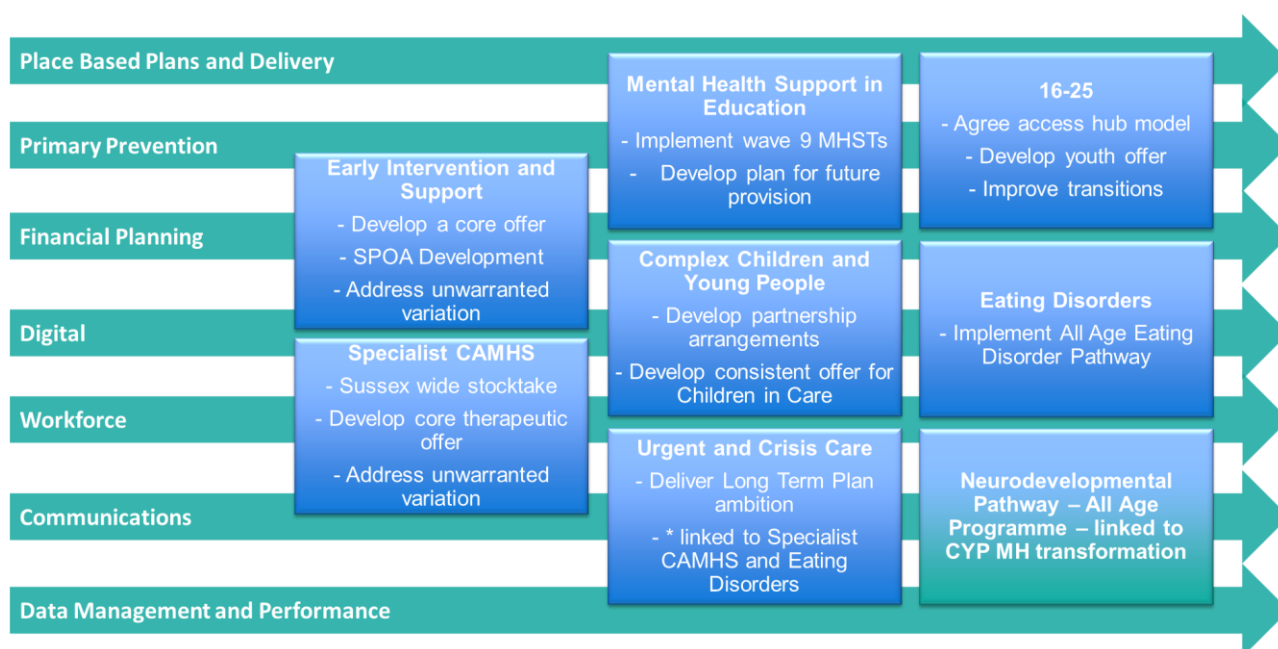 Place Based Plans and Delivery
Primary Prevention
Financial Planning
Digital
Workforce
Communications
Data Management and Performance
Early Intervention and
Support
- Develop a core offer
- SPOA Development
- Address unwarranted
variation
Specialist CAMHS
- Sussex wide stocktake
- Develop core therapeutic
offer
- Address unwarranted
variation
Mental Health Support in
Education
- Implement wave 9 MHSTs
- Develop plan for future
provision
Complex Children and
Young People
- Develop partnership
arrangements
- Develop consistent offer for
Children in Care
Urgent and Crisis Care
- Deliver Long Term Plan
ambition
- * linked to Specialist
CAMHS and Eating
Disorders
16-25
- Agree access hub model
- Develop youth offer
- Improve transitions
Eating Disorders
- Implement All Age Eating
Disorder Pathway
Neurodevelopmental
Pathway – All Age
Programme – linked to
CYP MH transformation